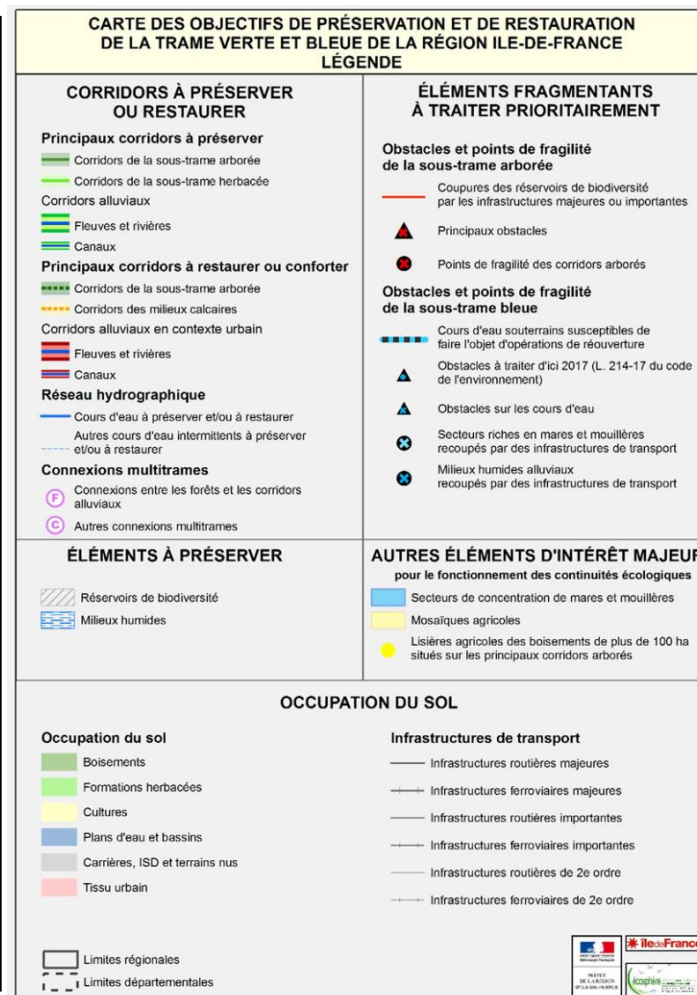 CARTE DES OBJECTIFS DE PRÉSERVATION ET DE RESTAURATION
DE LA TRAME VERTE ET BLEUE DE LA RÉGION ILE-DE-FRANCE
LÉGENDE
CORRIDORS À PRÉSERVER
OU RESTAURER
Principaux corridors à préserver
Corridors de la sous-trame arborée
Corridors de la sous-trame herbacée
Corridors alluviaux
Fleuves et rivières
Canaux
Principaux corridors à restaurer ou conforter
Corridors de la sous-trame arborée
Corridors des milieux calcaires
Corridors alluviaux en contexte urbain
Fleuves et rivières
Canaux
Réseau hydrographique
Cours d'eau à préserver et/ou à restaurer
Autres cours d'eau intermittents à préserver
et/ou à restaurer
Connexions multitrames
F
Connexions entre les forêts et les corridors
alluviaux
C
Autres connexions multitrames
ÉLÉMENTS FRAGMENTANTS
À TRAITER PRIORITAIREMENT
Obstacles et points de fragilité
de la sous-trame arborée
Coupures des réservoirs de biodiversité
par les infrastructures majeures ou importantes
Principaux obstacles
Points de fragilité des corridors arborés
Obstacles et points de fragilité
de la sous-trame bleue
Cours d'eau souterrains susceptibles de
faire l'objet d'opérations de réouverture
Obstacles à traiter d'ici 2017 (L. 214-17 du code
de l'environnement)
Obstacles sur les cours d'eau
Secteurs riches en mares et mouillères
recoupés par des infrastructures de transport
Milieux humides alluviaux
recoupés par des infrastructures de transport
ÉLÉMENTS À PRÉSERVER
Réservoirs de biodiversité
Milieux humides
AUTRES ÉLÉMENTS D'INTÉRÊT MAJEUR
pour le fonctionnement des continuités écologiques
Secteurs de concentration de mares et mouillères
Mosaïques agricoles
Lisières agricoles des boisements de plus de 100 ha
situés sur les principaux corridors arborés
OCCUPATION DU SOL
Occupation du sol
Boisements
Formations herbacées
Cultures
Plans d'eau et bassins
Carrières, ISD et terrains nus
Tissu urbain
Infrastructures de transport
Infrastructures routières majeures
Infrastructures ferroviaires majeures
Infrastructures routières importantes
Infrastructures ferroviaires importantes
Infrastructures routières de 2e ordre
Infrastructures ferroviaires de 2e ordre
Limites régionales
Limites départementales
PRÉFET
DE LA RÉGION
D'ILE-DE-FRANCE
îledeFrance
écosphère